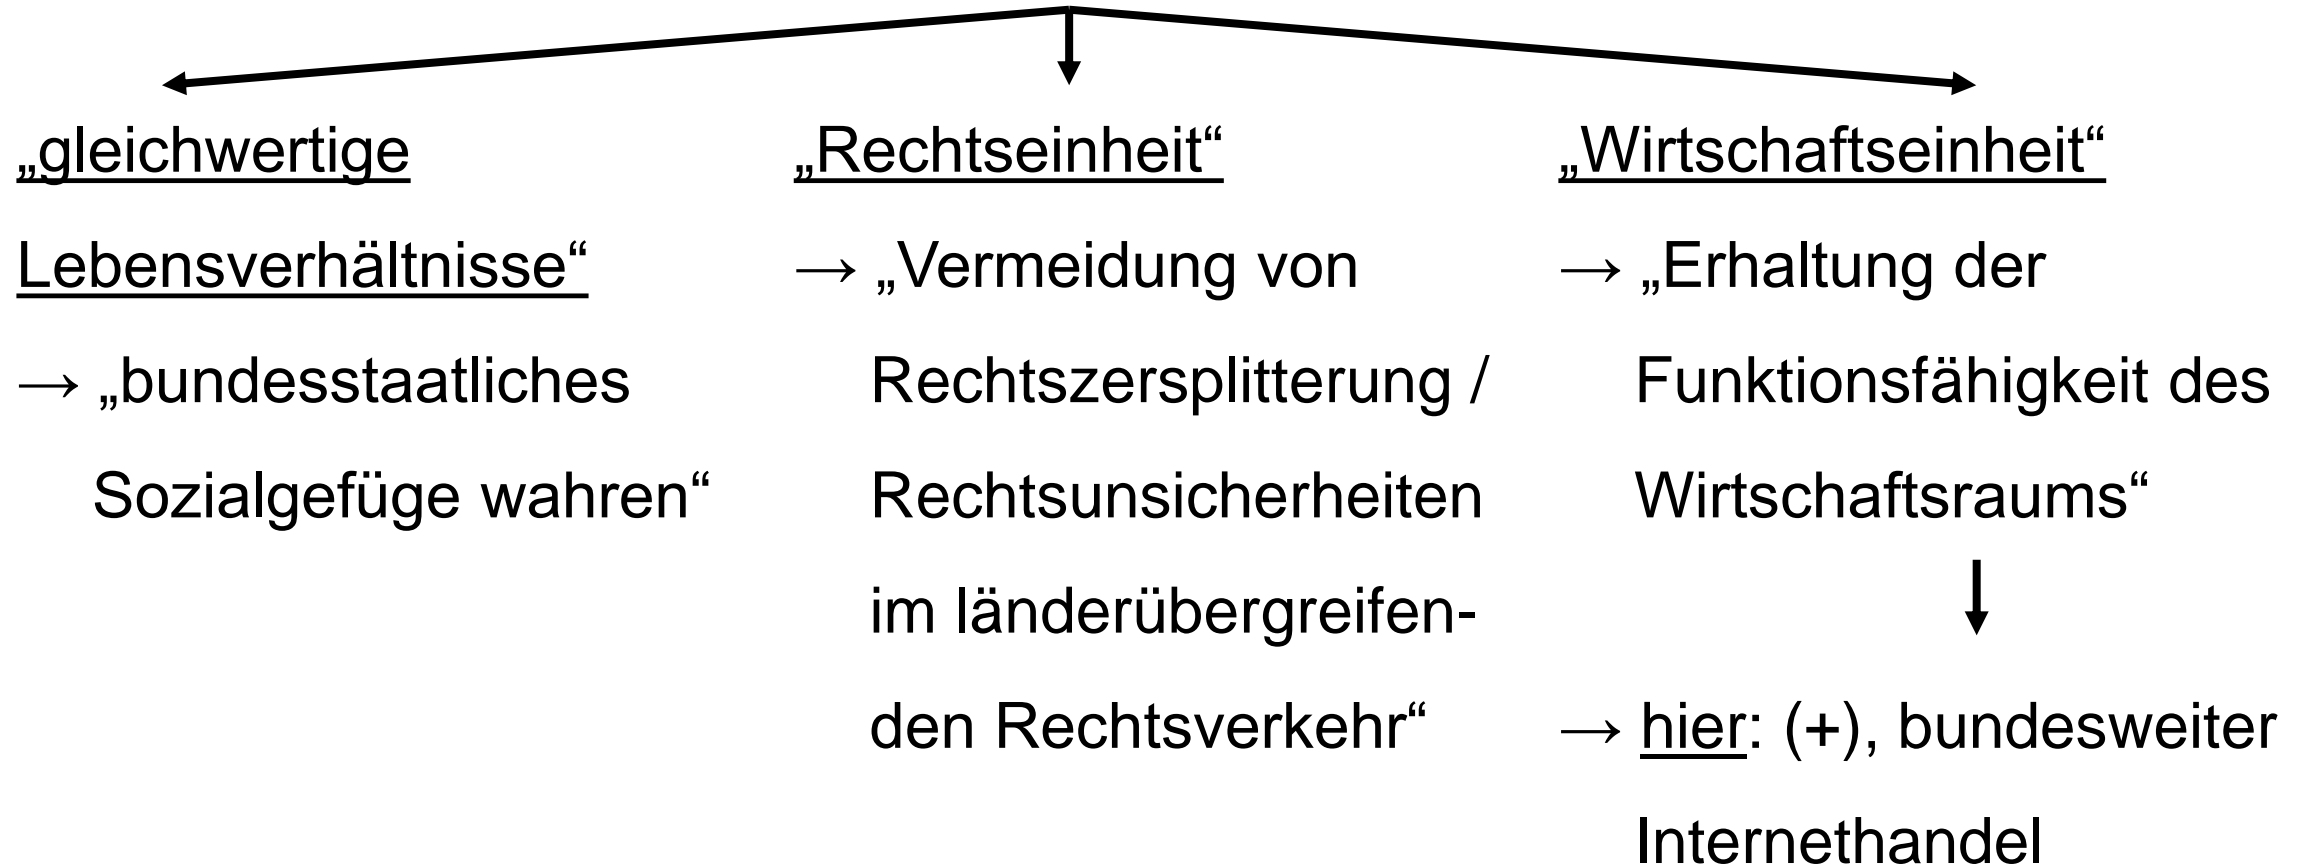 „gleichwertige
Lebensverhältnisse“
→ „bundesstaatliches
Sozialgefüge wahren“
„Rechtseinheit“
→ „Vermeidung von
Rechtszersplitterung /
Rechtsunsicherheiten
im länderübergreifen-
den Rechtsverkehr“
„Wirtschaftseinheit“
→ „Erhaltung der
Funktionsfähigkeit des
Wirtschaftsraums“
→ hier: (+), bundesweiter
Internethandel